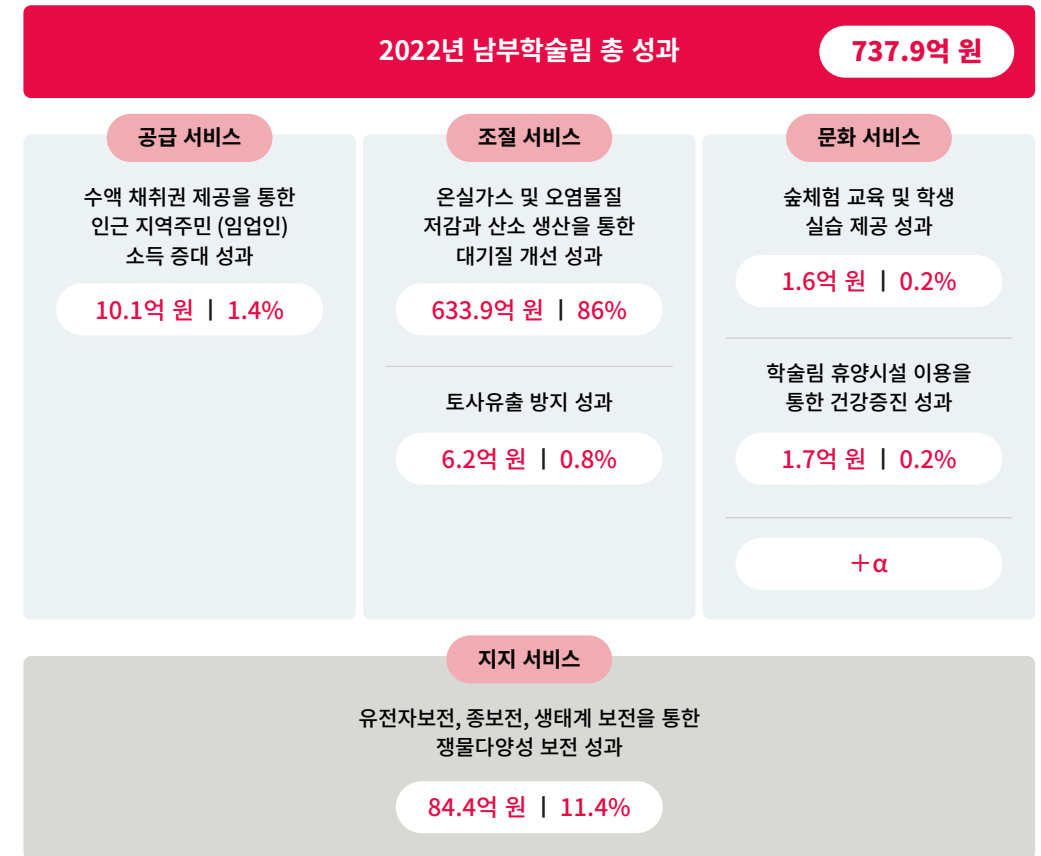 2022년 남부학술림 총 성과
737.9억 원
공급 서비스
수액 채취권 제공을 통한
인근 지역주민 (임업인)
소득 증대 성과
10.1억 원 | 1.4%
조절 서비스
온실가스 및 오염물질
저감과 산소 생산을 통한
대기질 개선 성과
633.9억 원 | 86%
토사유출 방지 성과
6.2억 원 | 0.8%
문화 서비스
숲체험 교육 및 학생
실습 제공 성과
1.6억 원 | 0.2%
학술림 휴양시설 이용을
통한 건강증진 성과
1.7억 원 | 0.2%
+α
지지 서비스
유전자보전, 종보전, 생태계 보전을 통한
쟁물다양성 보전 성과
84.4억 원 | 11.4%